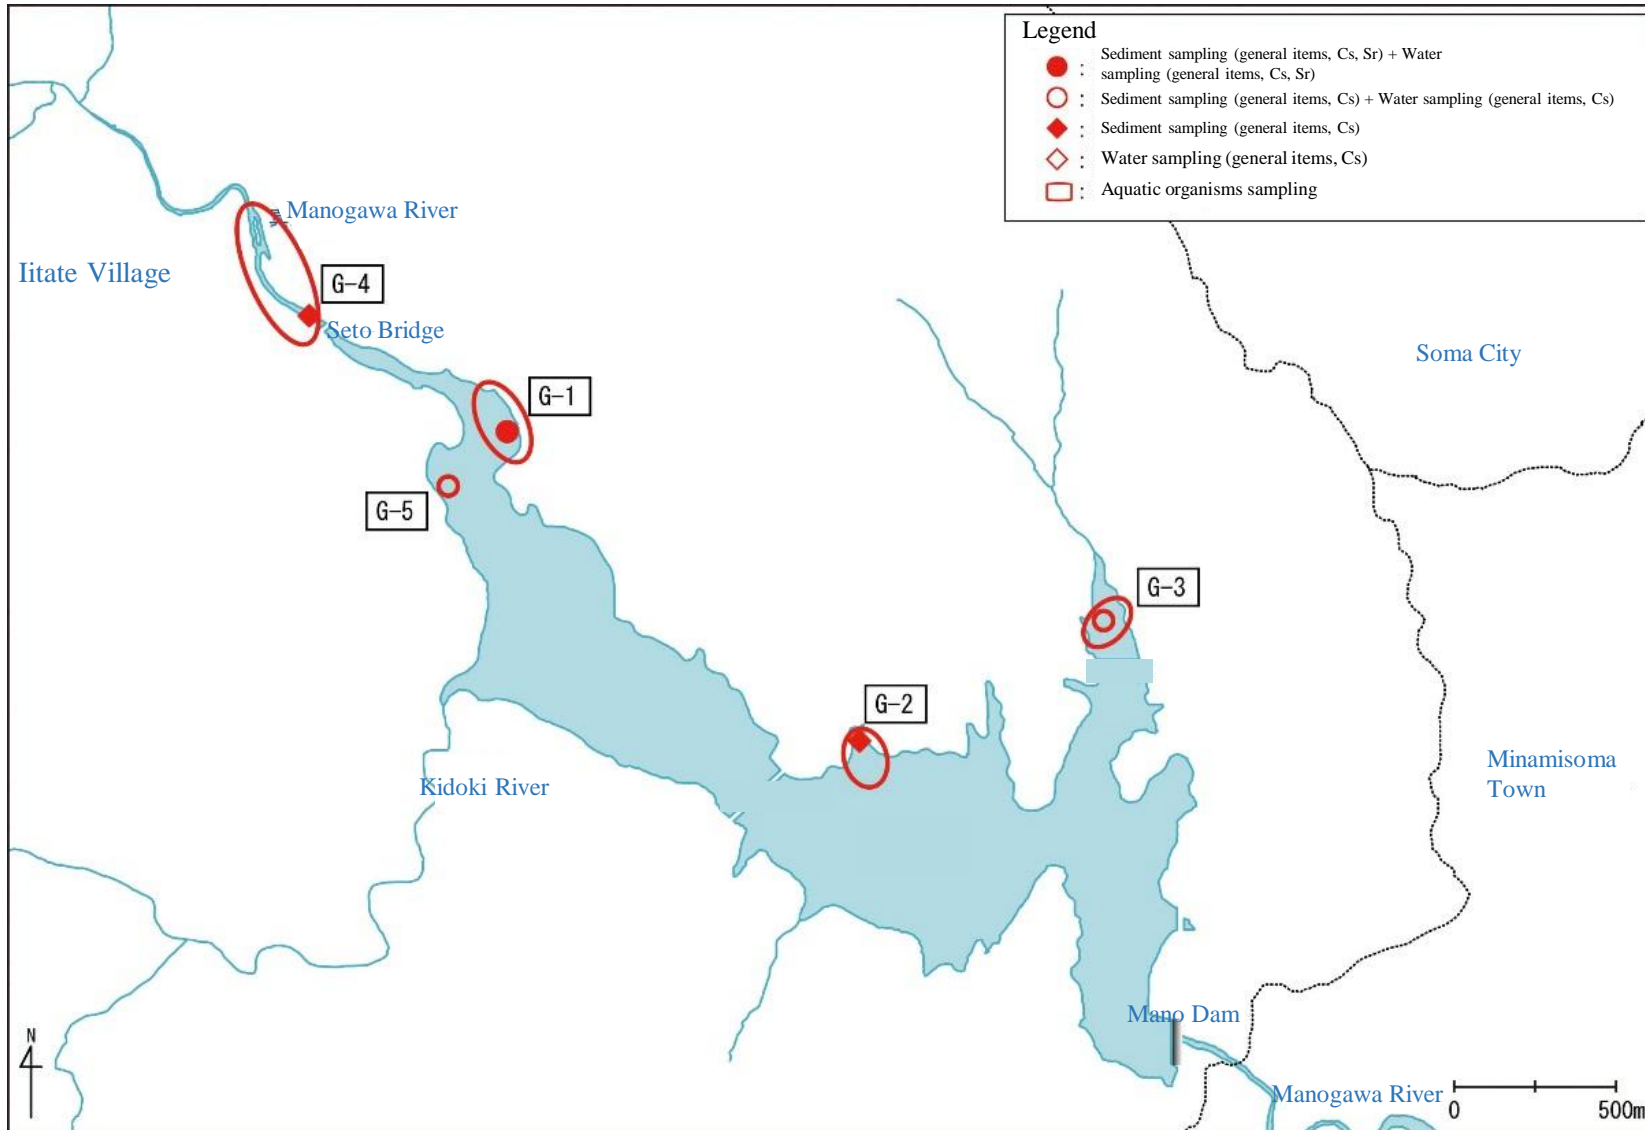 Legend
: Sediment sampling (general items, Cs, Sr) + Water
sampling (general items, Cs, Sr)
: Sediment sampling (general items, Cs) + Water sampling (general items, Cs)
: Sediment sampling (general items, Cs)
: Water sampling (general items, Cs)
: Aquatic organisms sampling
Manogawa River
Iitate Village
G-4
Seto Bridge
Soma City
G-1
G-5
G-3
G-2
Kidoki River
Minamisoma
Town
Mano Dam
N
Manogawa River
0 500m